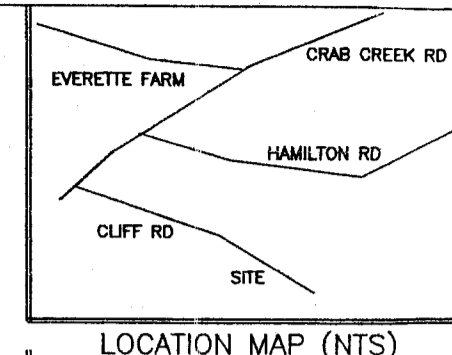 CRAB CREEK RD
EVERETTE FARM
HAMILTON RD
CLIFF RD
SITE
LOCATION MAP (NTS)